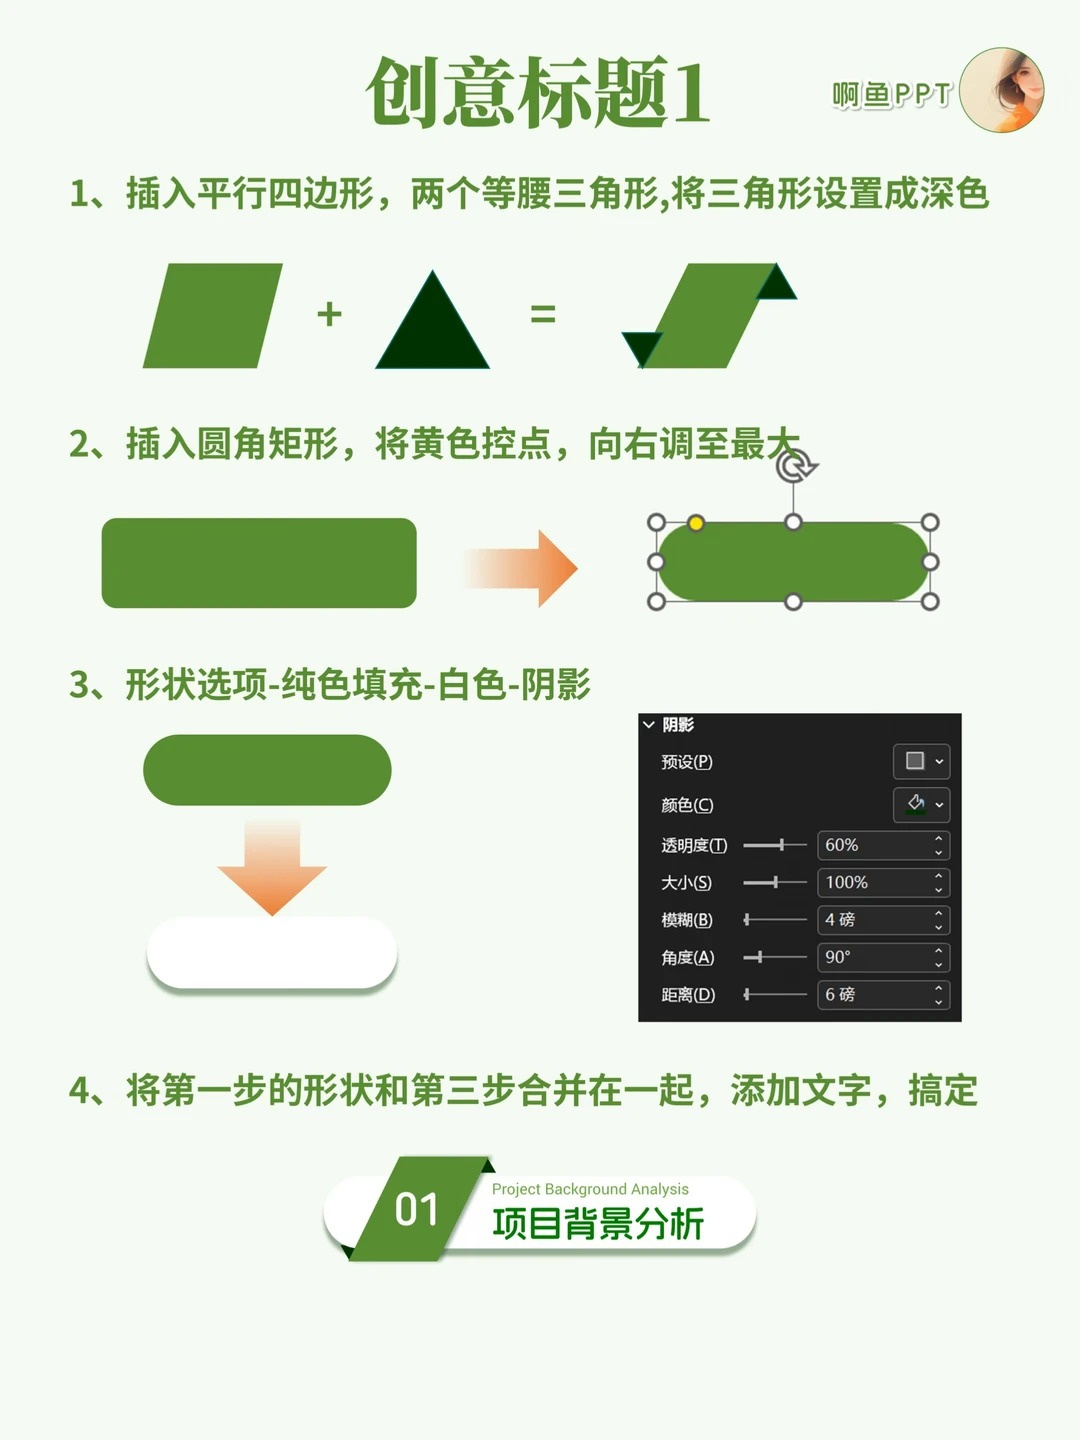 创意标题1
啊鱼PPT
1、插入平行四边形，两个等腰三角形,将三角形设置成深色
+
=
2、插入圆角矩形，将黄色控点，向右调至最大
3、形状选项-纯色填充-白色-阴影
阴影
预设(P)
颜色(C)
透明度(T) 60%
大小(S) 100%
模糊(B) 4 磅
角度(A) 90°
距离(D) 6 磅
4、将第一步的形状和第三步合并在一起，添加文字，搞定
01
Project Background Analysis
项目背景分析